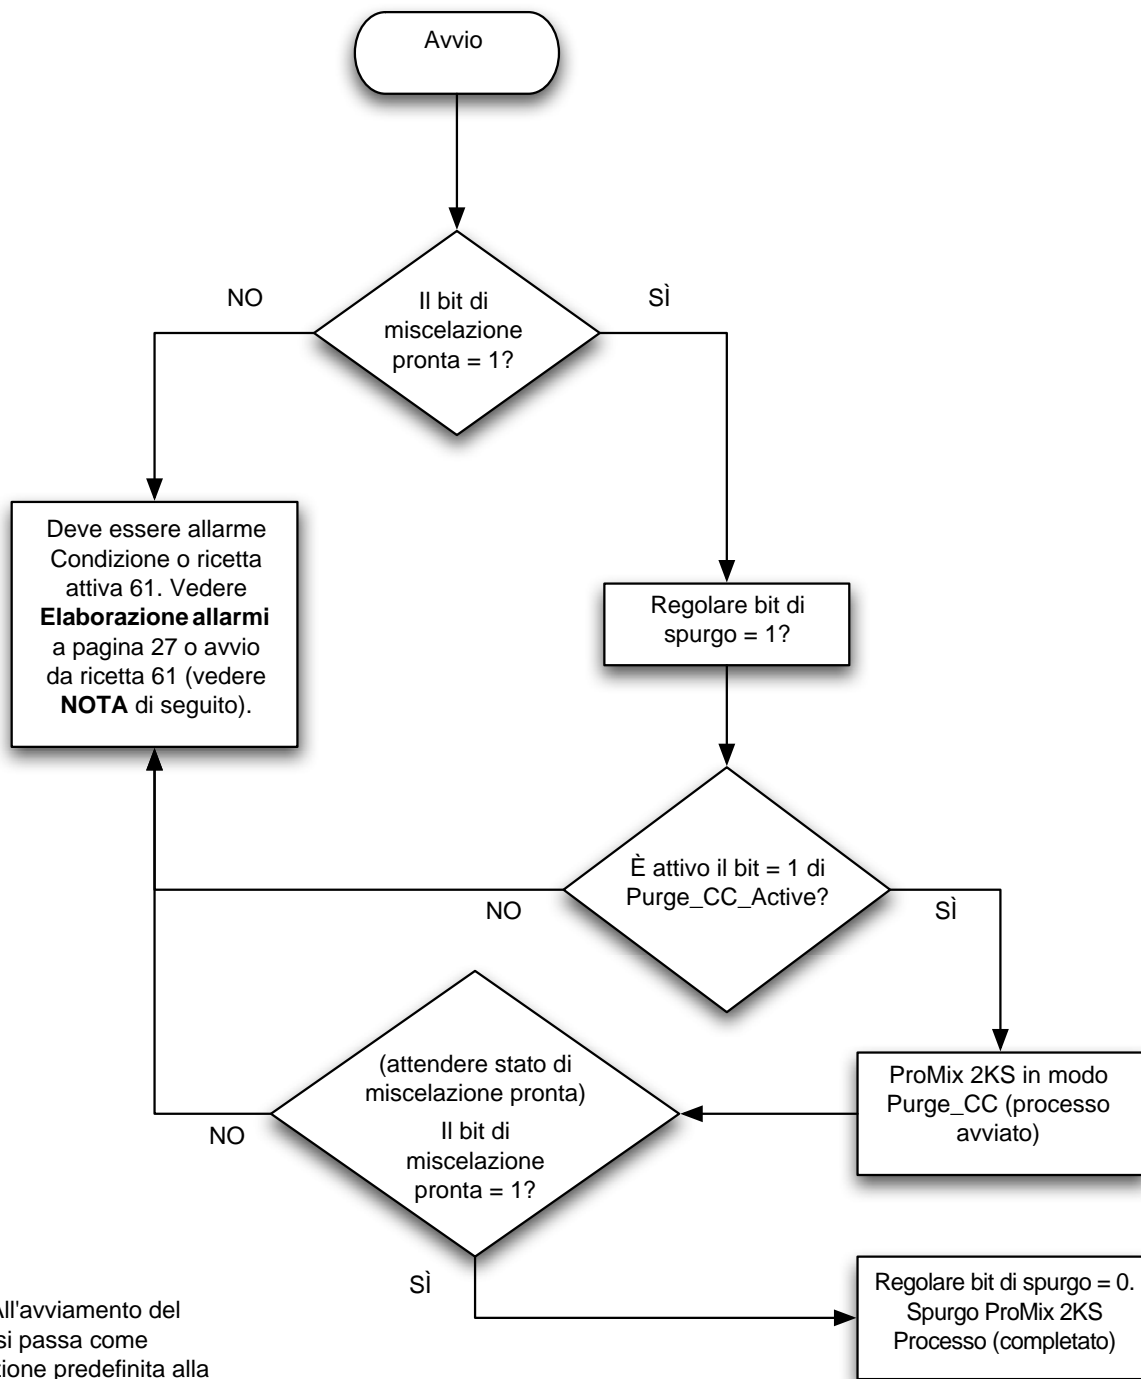 Avvio
NO
SÌ
Il bit di
miscelazione
pronta = 1?
Deve essere allarme
Condizione o ricetta
attiva 61. Vedere
Elaborazione allarmi
a pagina 27 o avvio
da ricetta 61 (vedere
NOTA di seguito).
Regolare bit di
spurgo = 1?
È attivo il bit = 1 di
Purge_CC_Active?
NO
SÌ
(attendere stato di
miscelazione pronta)
Il bit di
miscelazione
pronta = 1?
NO
SÌ
ProMix 2KS in modo
Purge_CC (processo
avviato)
Regolare bit di spurgo = 0.
Spurgo ProMix 2KS
Processo (completato)
All'avviamento del
si passa come
zione predefinita alla